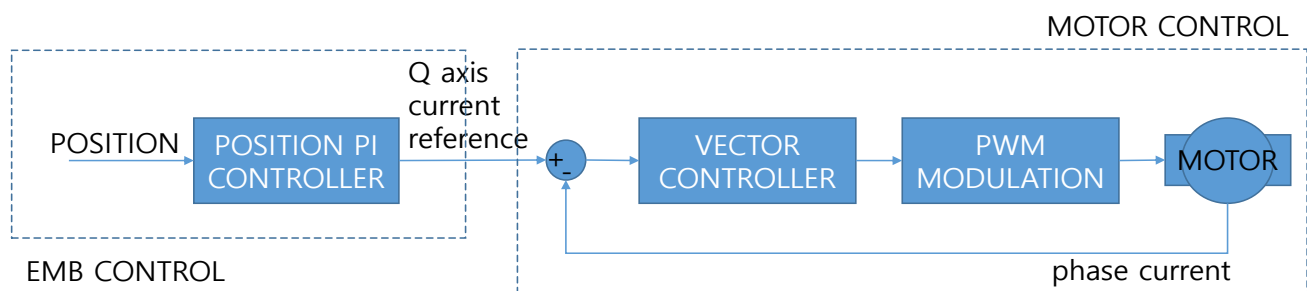 MOTOR CONTROL
Q axis
current
reference
POSITION
POSITION PI
CONTROLLER
+
-
VECTOR
CONTROLLER
PWM
MODULATION
MOTOR
phase current
EMB CONTROL